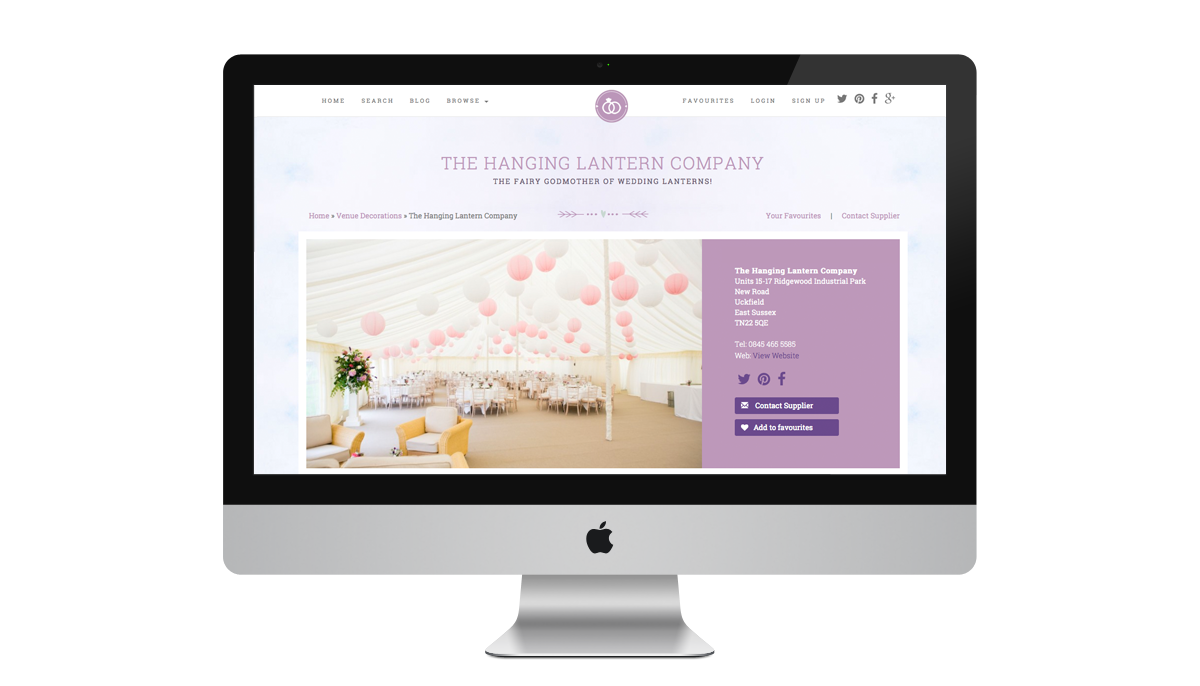 HOME SEARCH BLOG BROWSE
FAVOURITES LOGIN SIGN UP
THE HANGING LANTERN COMPANY
THE FAIRY GODMOTHER OF WEDDING LANTERNS!
Home » Venue Decorations » The Hanging Lantern Company
Your Favourites | Contact Supplier
The Hanging Lantern Company
Units 15-17 Ridgewood Industrial Park
New Road
Uckfield
East Sussex
TN22 5QE
Tel: 0845 465 5585
Web: View Website
Contact Supplier
Add to favourites